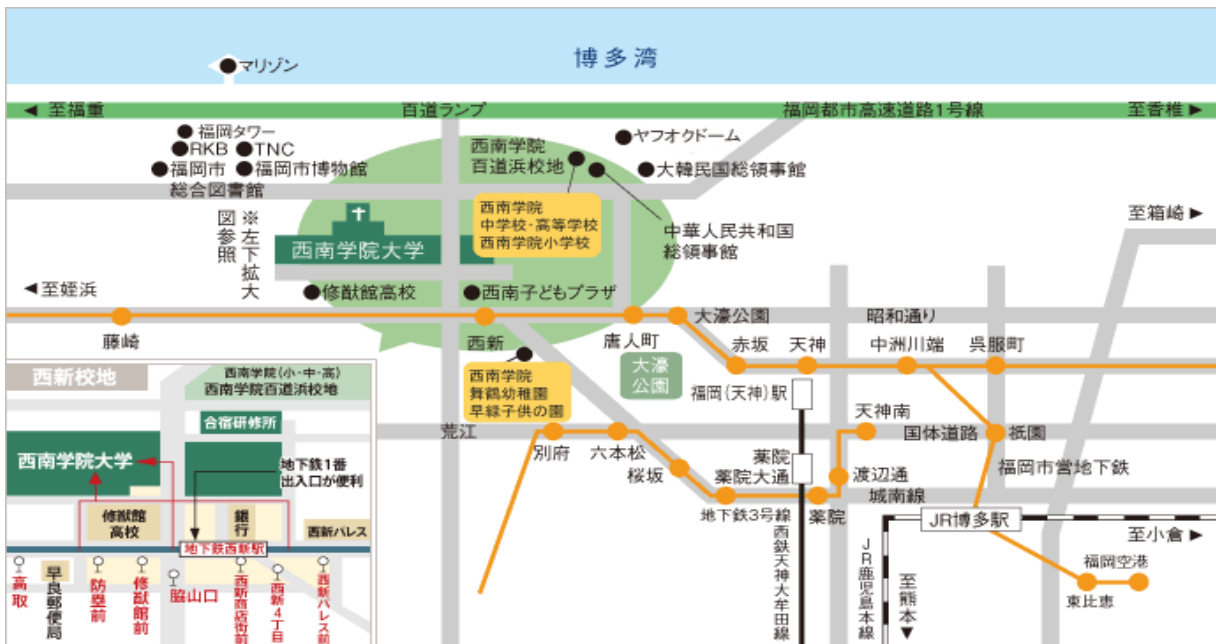 博多湾
マリゾン
◀ 至福重
百道ランプ
福岡都市高速道路1号線
至香椎 ▶
福岡タワー
RKB
TNC
福岡市
総合図書館
福岡市博物館
西南学院
百道浜校地
ヤフオクドーム
大韓民国総領事館
西南学院
中学校・高等学校
西南学院小学校
中華人民共和国
総領事館
至箱崎▶
※左下拡大
図参照
西南学院大学
◀至姪浜
修猷館高校
西南子どもプラザ
大濠公園
昭和通り
藤崎
西新
唐人町
赤坂
天神
中洲川端
呉服町
大濠
公園
西南学院
舞鶴幼稚園
早緑子供の園
福岡(天神)駅
天神南
荒江
別府
六本松
桜坂
薬院
薬院大通
国体道路
祇園
渡辺通
福岡市営地下鉄
城南線
地下鉄3号線
薬院
西鉄天神大牟田線
JR鹿児島本線
JR博多駅
至小倉▶
至熊本▼
福岡空港
東比恵
西新校地
西南学院(小・中・高)
西南学院百道浜校地
合宿研修所
西南学院大学
地下鉄1番
出入口が便利
修猷館
高校
銀行
西新パレス
地下鉄西新駅
高取
早良郵便局
防塁前
修猷館前
脇山口
西新商店街前
西新4丁目
西新パレス前